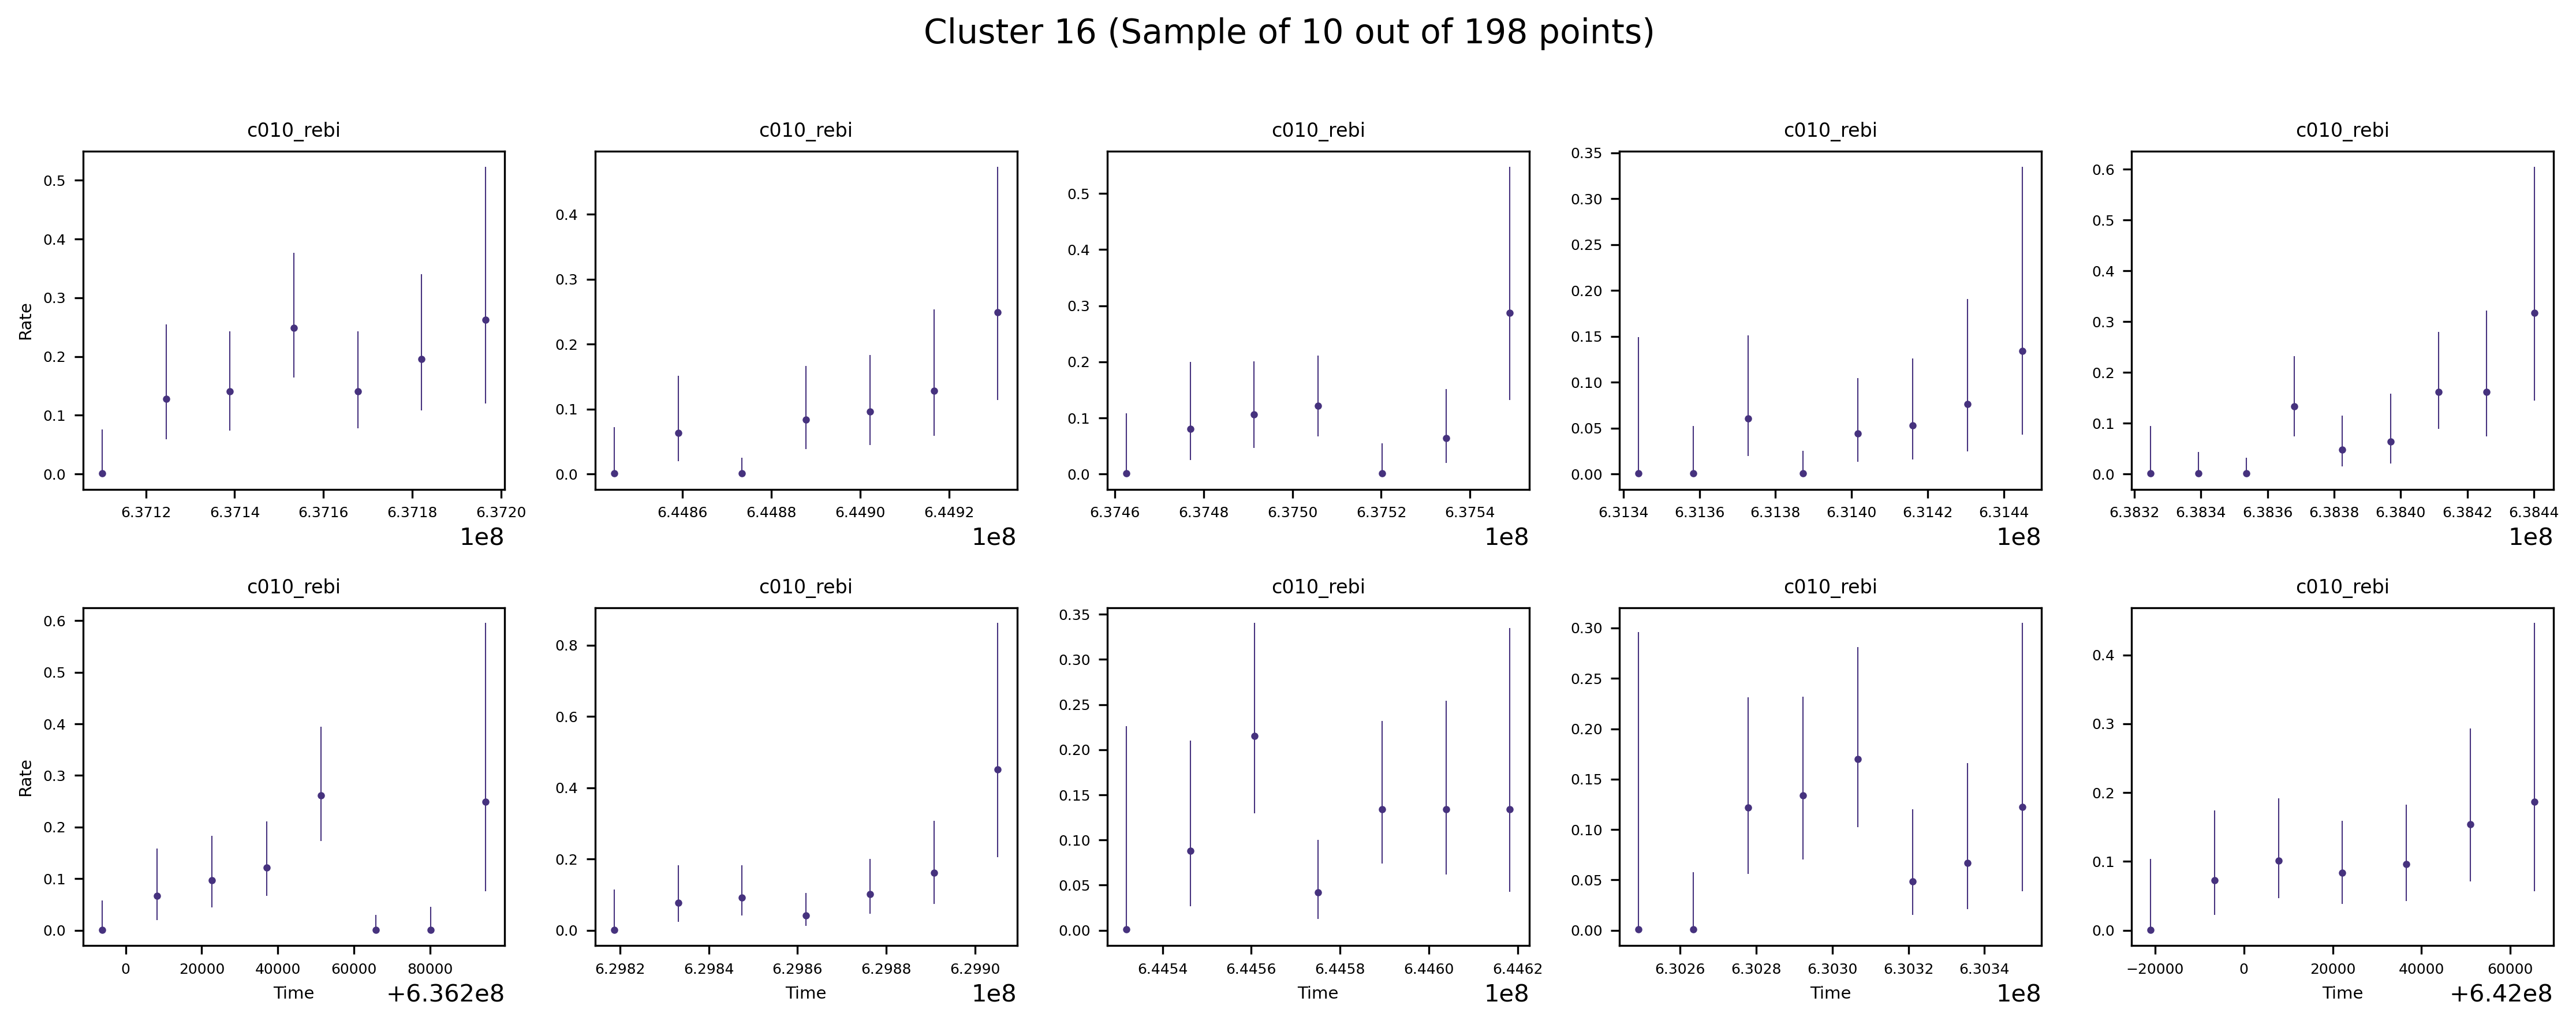 Cluster 16 (Sample of 10 out of 198 points)
c010_rebi c010_rebi c010_rebi c010_rebi c010_rebi
Rate
0.5
0.4
0.3
0.2
0.1
0.0
6.3712 6.3714 6.3716 6.3718 6.3720
1e8
0.4
0.3
0.2
0.1
0.0
6.4486 6.4488 6.4490 6.4492
1e8
0.5
0.4
0.3
0.2
0.1
0.0
6.3746 6.3748 6.3750 6.3752 6.3754
1e8
0.35
0.30
0.25
0.20
0.15
0.10
0.05
0.00
6.3134 6.3136 6.3138 6.3140 6.3142 6.3144
1e8
0.6
0.5
0.4
0.3
0.2
0.1
0.0
6.3832 6.3834 6.3836 6.3838 6.3840 6.3842 6.3844
1e8
c010_rebi c010_rebi c010_rebi c010_rebi c010_rebi
Rate
0.6
0.5
0.4
0.3
0.2
0.1
0.0
0 20000 40000 60000 80000
Time +6.362e8
0.8
0.6
0.4
0.2
0.0
6.2982 6.2984 6.2986 6.2988 6.2990
Time 1e8
0.35
0.30
0.25
0.20
0.15
0.10
0.05
0.00
6.4454 6.4456 6.4458 6.4460 6.4462
Time 1e8
0.30
0.25
0.20
0.15
0.10
0.05
0.00
6.3026 6.3028 6.3030 6.3032 6.3034
Time 1e8
0.4
0.3
0.2
0.1
0.0
−20000 0 20000 40000 60000
Time +6.42e8